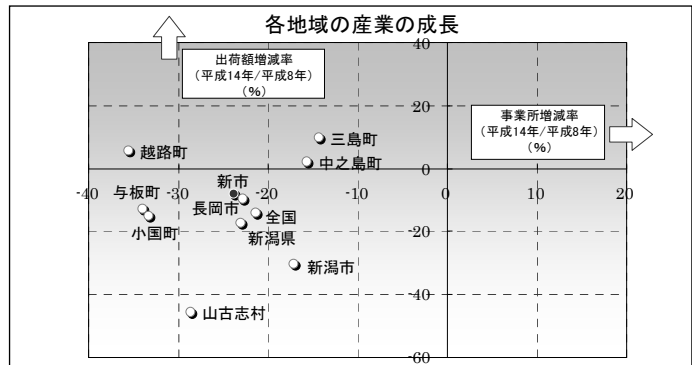 各地域の産業の成長
40
出荷額増減率
（平成14年/平成8年）
（%）
20
事業所増減率
（平成14年/平成8年）
（%）
三島町
越路町
中之島町
0
-40
-30
-20
-10
0
10
20
与板町
新市
長岡市
全国
小国町
新潟県
-20
新潟市
-40
山古志村
-60